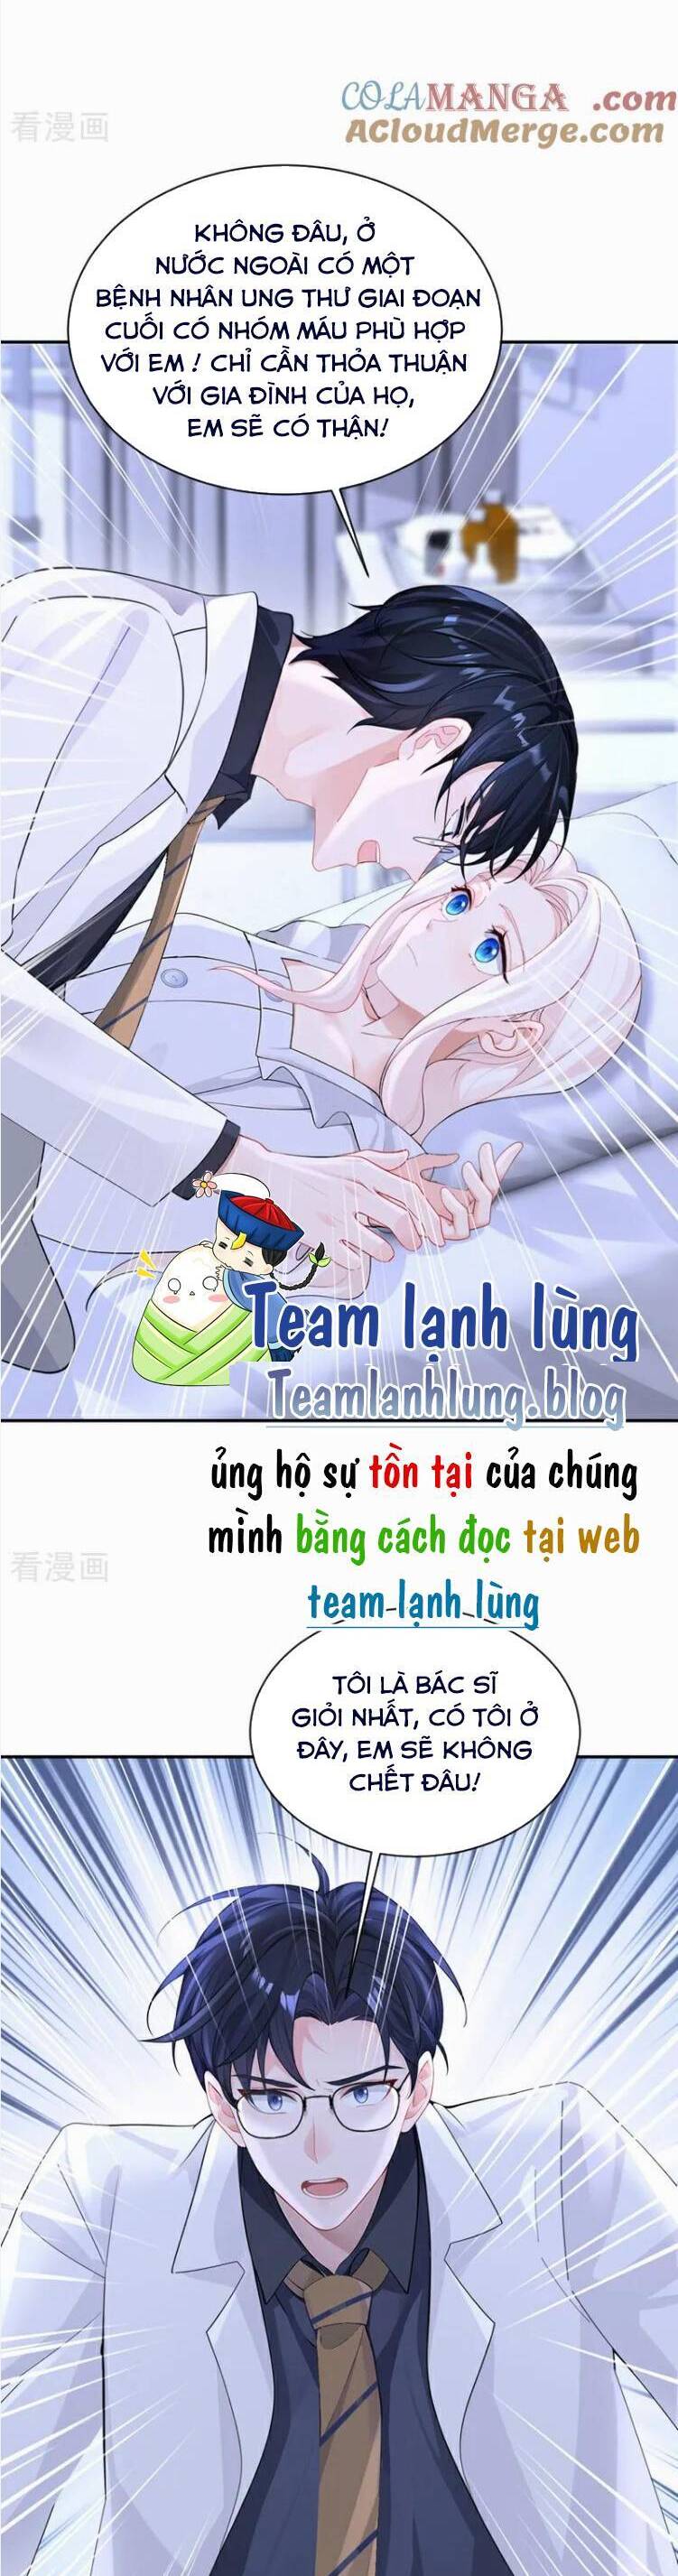 COLAMANGA .com
AcloudMerge.com
看漫画
KHÔNG ĐÂU, Ở
NƯỚC NGOÀI CÓ MỘT
BỆNH NHÂN UNG THƯ GIAI ĐOẠN
CUỐI CÓ NHÓM MÁU PHÙ HỢP
VỚI EM ! CHỈ CẦN THỎA THUẬN
VỚI GIA ĐÌNH CỦA HỌ,
EM SẼ CÓ THẬN!
Team lạnh lùng
Teamlanhlung.blog
ủng hộ sự tồn tại của chúng
mình bằng cách đọc tại web
team lạnh lùng
看漫画
TÔI LÀ BÁC SĨ
GIỎI NHẤT, CÓ TÔI Ở
ĐÂY, EM SẼ KHÔNG
CHẾT ĐÂU!